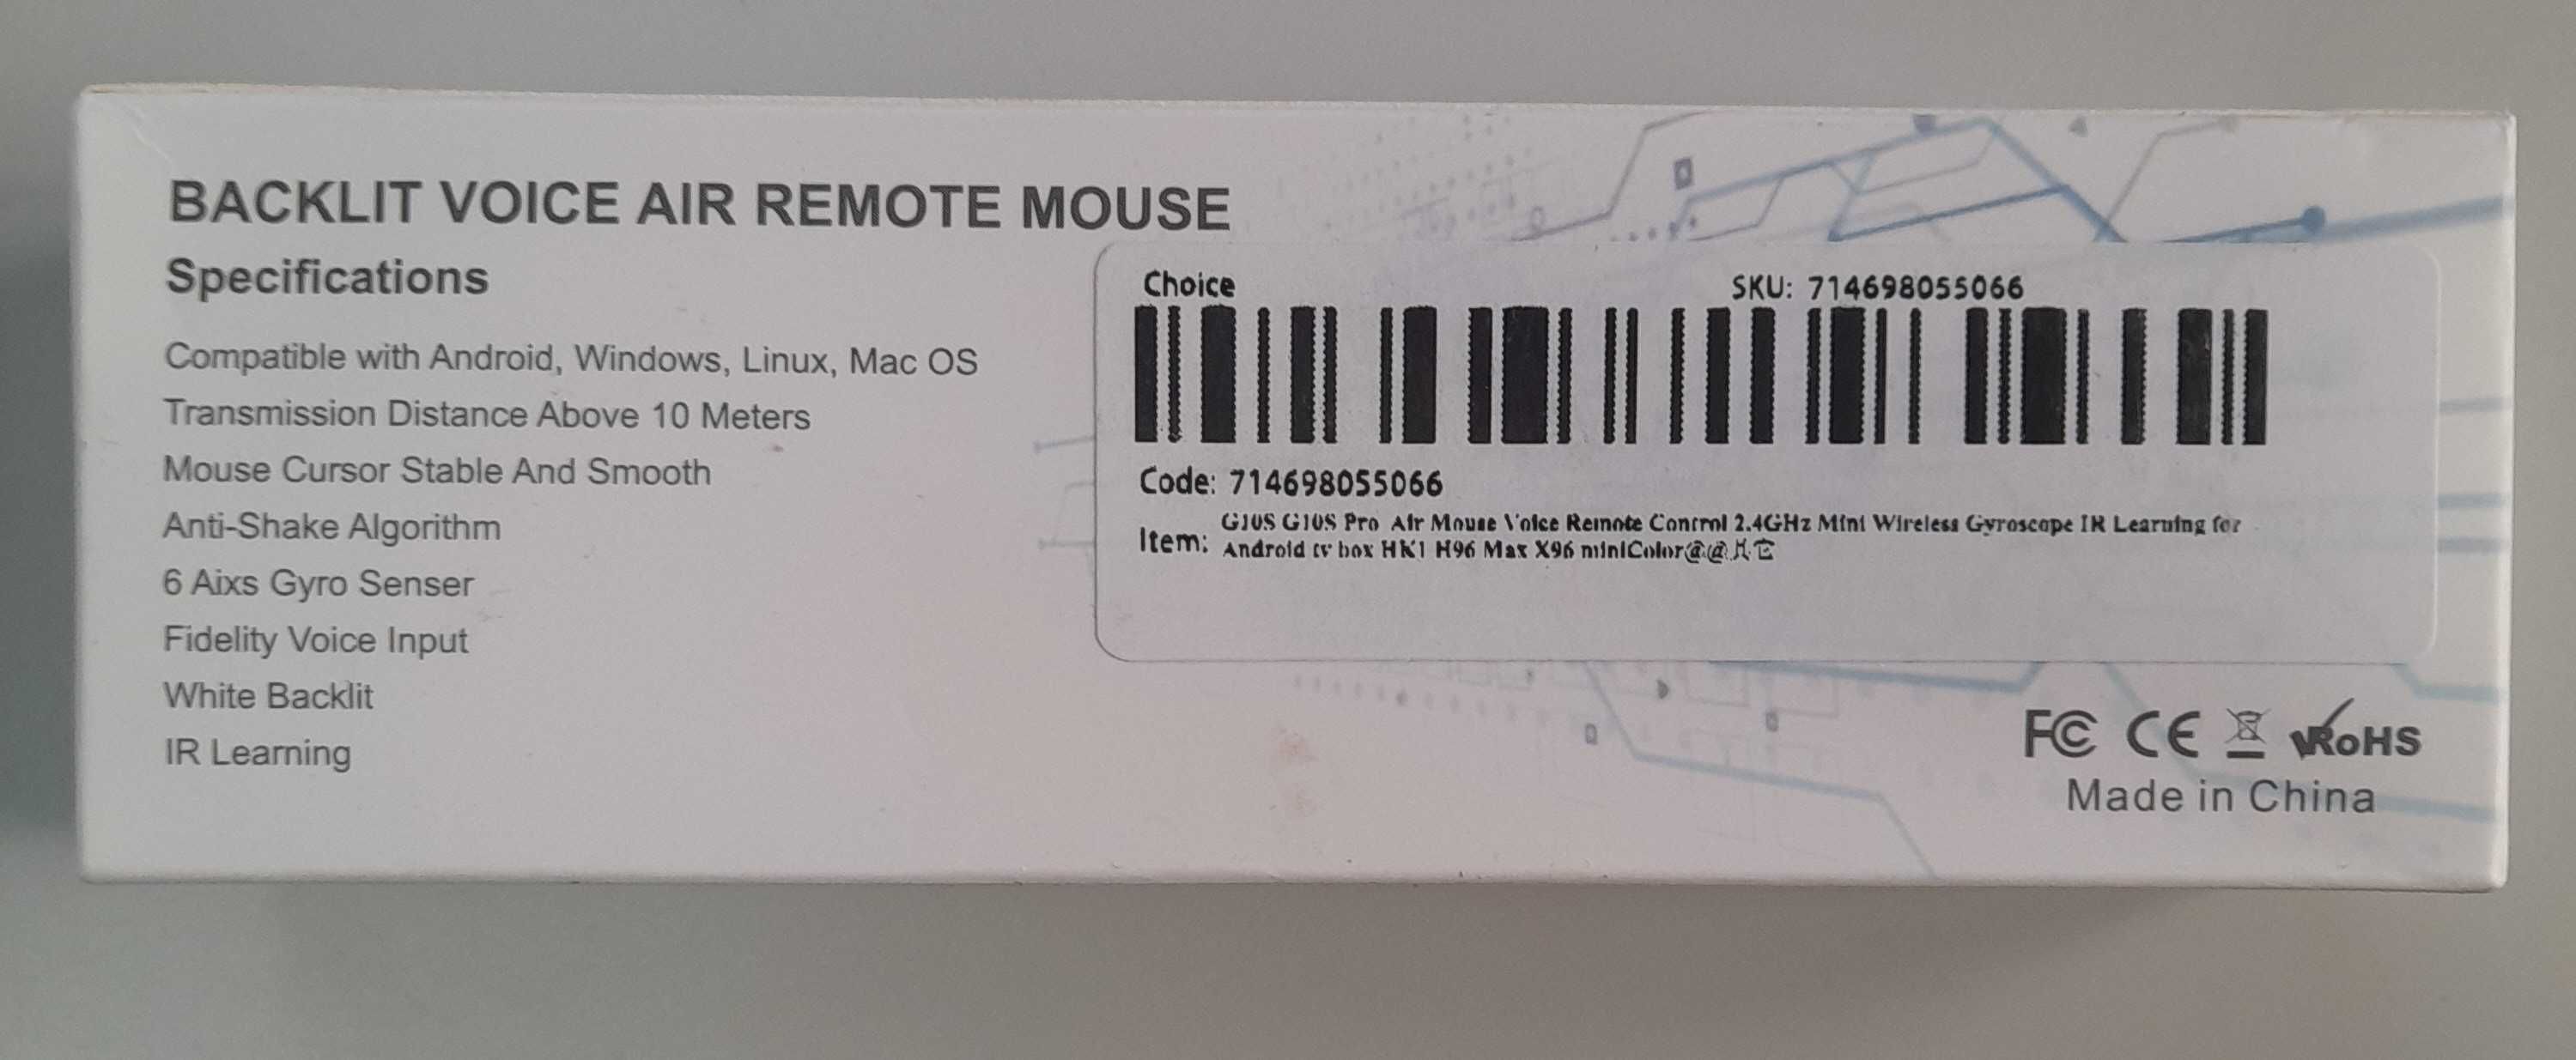 BACKLIT VOICE AIR REMOTE MOUSE
Specifications
Compatible with Android, Windows, Linux, Mac OS
Transmission Distance Above 10 Meters
Mouse Cursor Stable And Smooth
Anti-Shake Algorithm
6 Aixs Gyro Senser
Fidelity Voice Input
White Backlit
IR Learning
Choice
SKU: 714698055066
Code: 714698055066
Item: G10S G10S Pro Air Mouse Voice Remote Control 2.4GHz Mini Wireless Gyroscope IR Learning for
Android tv box HK1 H96 Max X96 miniColor@@
FC CE RoHS
Made in China